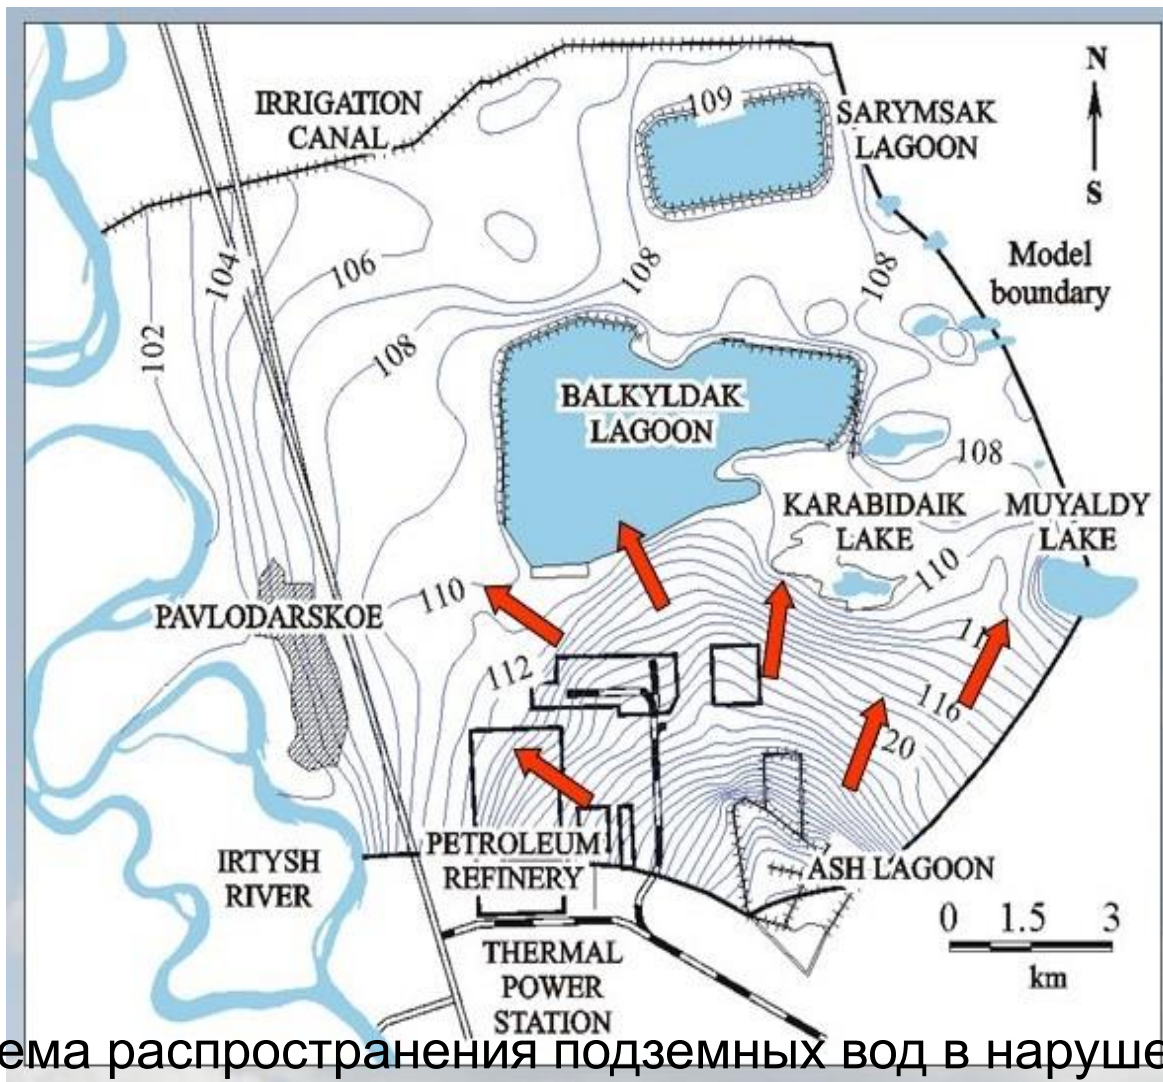 N
109
IRRIGATION
CANAL
SARYMSAK
LAGOON
S
104
106
108
108
Model
boundary
102
108
BALKYLDAK
LAGOON
108
KARABIDAIK
LAKE
MUYALDY
LAKE
110
110
PAVLODARSKOE
112
116
20
PETROLEUM
REFINERY
IRTYSH
RIVER
ASH LAGOON
0 1.5 3
km
THERMAL
POWER
STATION
ема распространения подземных вод в наруше